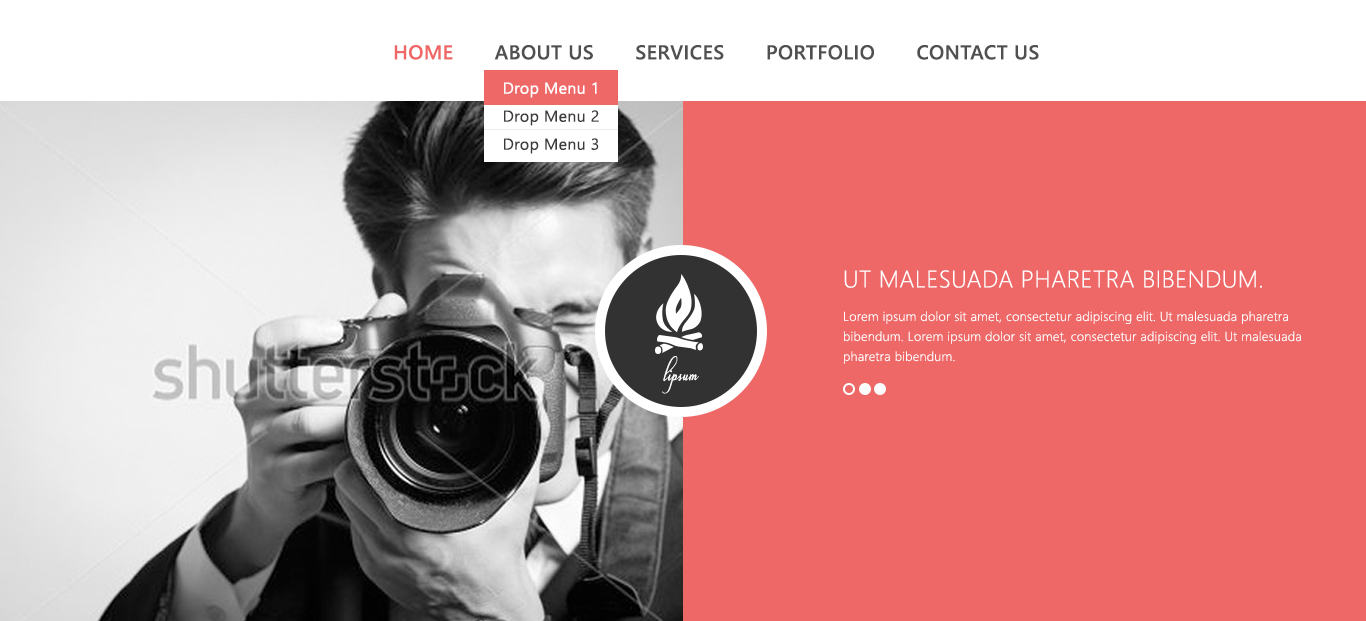 HOME ABOUT US SERVICES PORTFOLIO CONTACT US
Drop Menu 1
Drop Menu 2
Drop Menu 3
shutterstock
lipsum
UT MALESUADA PHARETRA BIBENDUM.
Lorem ipsum dolor sit amet, consectetur adipiscing elit. Ut malesuada pharetra
bibendum. Lorem ipsum dolor sit amet, consectetur adipiscing elit. Ut malesuada
pharetra bibendum.